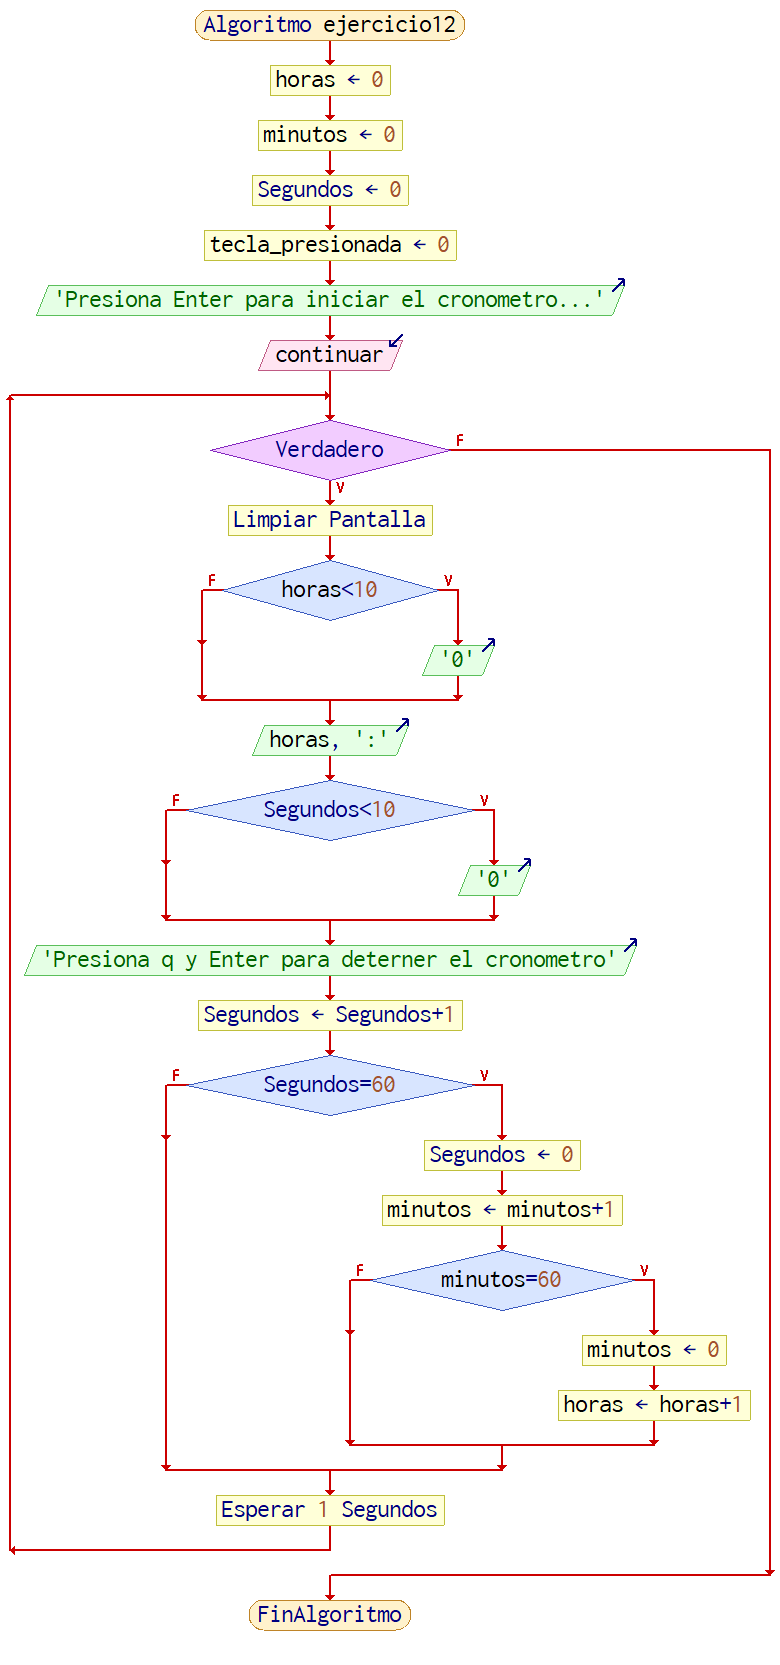 Algoritmo ejercicio12
horas ← 0
minutos ← 0
Segundos ← 0
tecla_presionada ← 0
'Presiona Enter para iniciar el cronometro...'
continuar
Verdadero
F
V
Limpiar Pantalla
F
V
horas<10
'0'
horas, ':'
F
V
Segundos<10
'0'
'Presiona q y Enter para deterner el cronometro'
Segundos ← Segundos+1
F
V
Segundos=60
Segundos ← 0
minutos ← minutos+1
F
V
minutos=60
minutos ← 0
horas ← horas+1
Esperar 1 Segundos
FinAlgoritmo